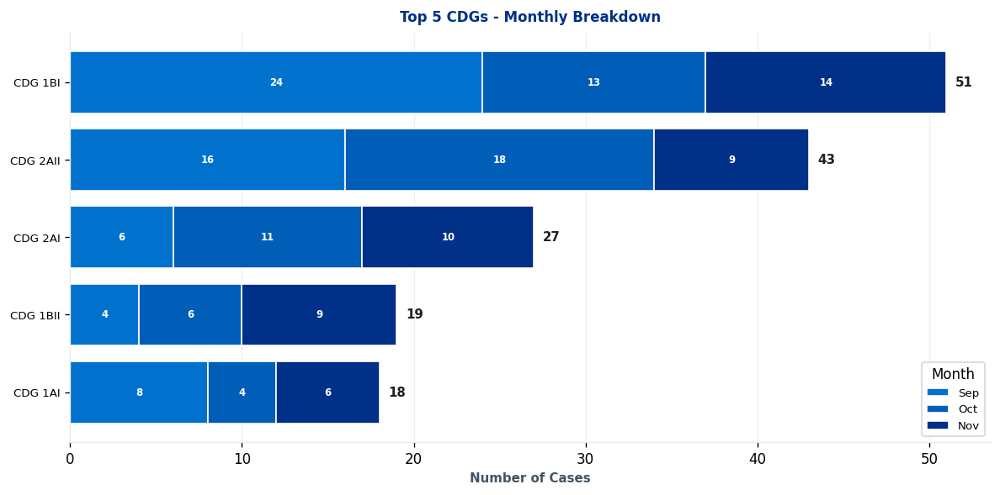 Top 5 CDGs - Monthly Breakdown
CDG 1BI 24 13 14 51
CDG 2AII 16 18 9 43
CDG 2AI 6 11 10 27
CDG 1BII 4 6 9 19
CDG 1AI 8 4 6 18
Month
Sep
Oct
Nov
0 10 20 30 40 50
Number of Cases